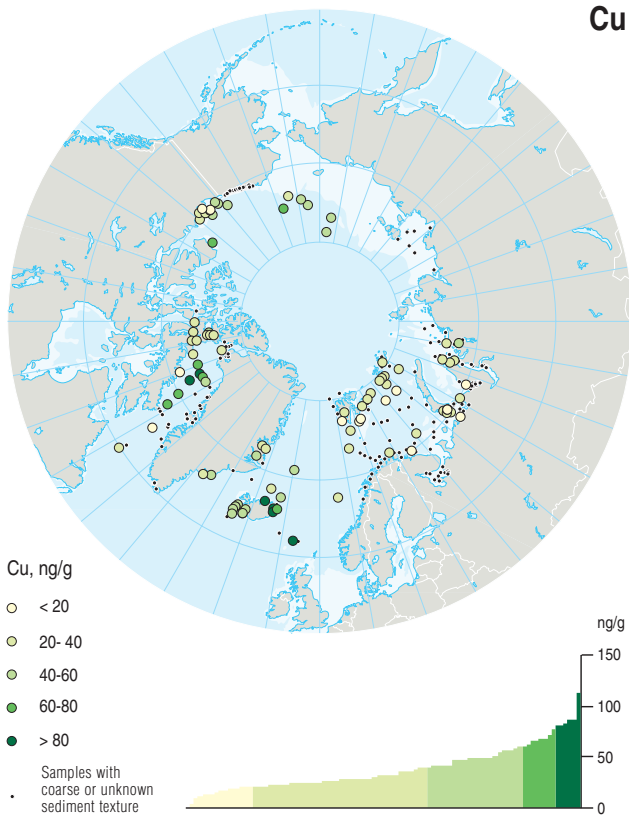 Cu
Cu, ng/g
< 20
20- 40
40-60
60-80
> 80
Samples with
coarse or unknown
sediment texture
ng/g
150
100
50
0